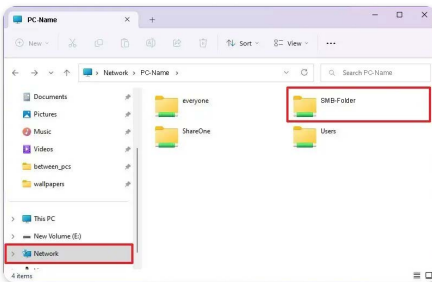 PC-Name
New
Sort
View
Network
PC-Name
Search PC-Name
Documents
Pictures
Music
Videos
between_pcs
wallpapers
This PC
New Volume (E:)
Network
everyone
SMB-Folder
ShareOne
Users
4 items